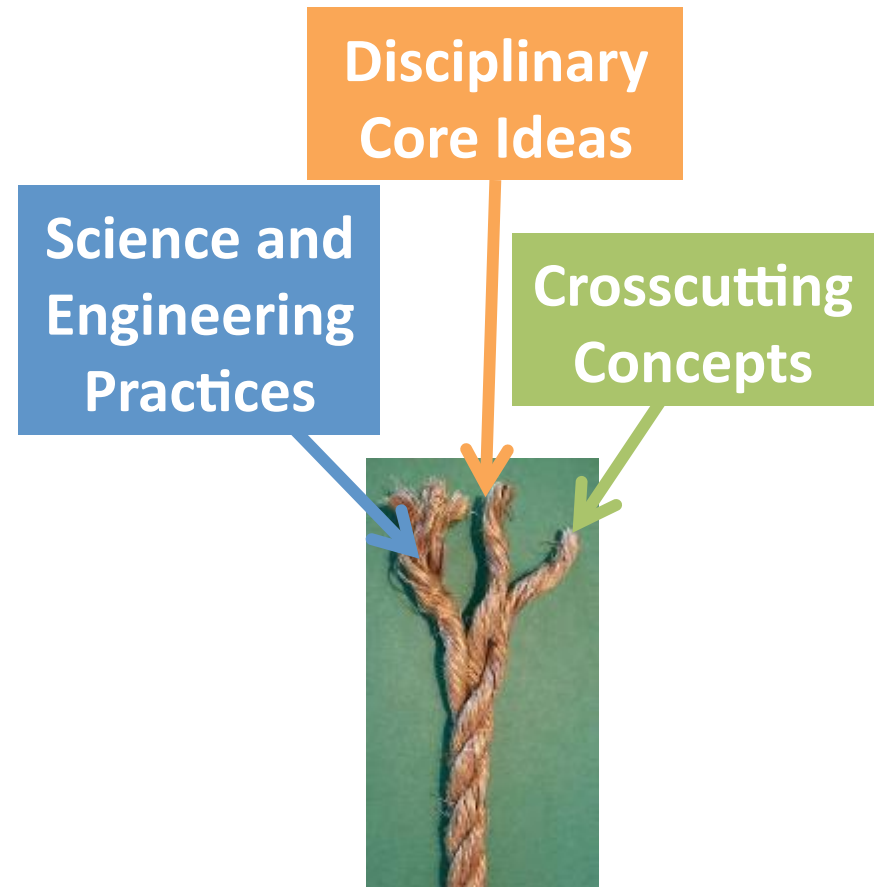 Disciplinary
Core Ideas
Science and
Engineering
Practices
Crosscutting
Concepts